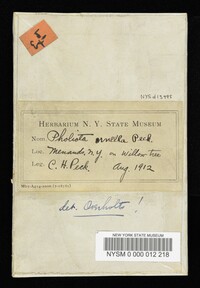 NYSf13495
HERBARIUM N. Y. STATE MUSEUM
Nom. Pholiota ornella Peck.
Loc. Menands, N.Y. on Willow tree
Leg. C. H. Peck. Aug. 1912
det. Overholts!
NEW YORK STATE MUSEUM
NYSM 0 000 012 218